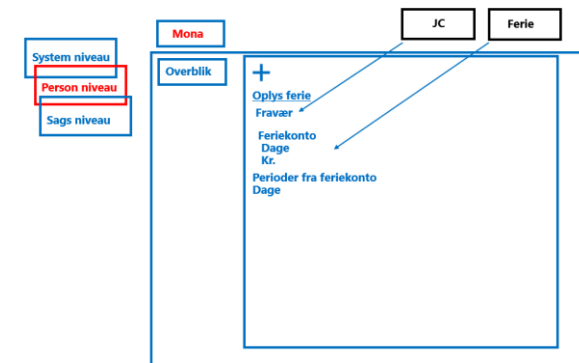 JC
Ferie
Mona
System niveau
Person niveau
Sags niveau
Overblik
Oplys ferie
Fravær
Feriekonto
Dage
Kr.
Perioder fra feriekonto
Dage